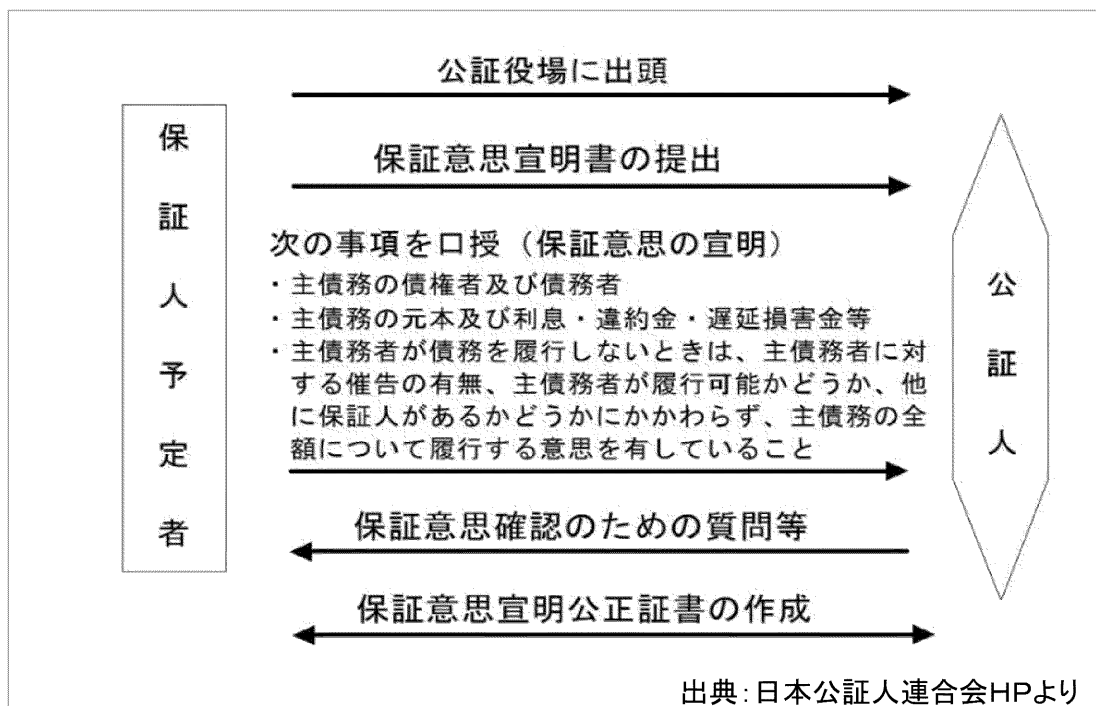 公証役場に出頭
保証人予定者
保証意思宣明書の提出
次の事項を口授（保証意思の宣明）
・主債務の債権者及び債務者
・主債務の元本及び利息・違約金・遅延損害金等
・主債務者が債務を履行しないときは、主債務者に対
する催告の有無、主債務者が履行可能かどうか、他
に保証人があるかどうかにかかわらず、主債務の全
額について履行する意思を有していること
公証人
保証意思確認のための質問等
保証意思宣明公正証書の作成
出典：日本公証人連合会HPより